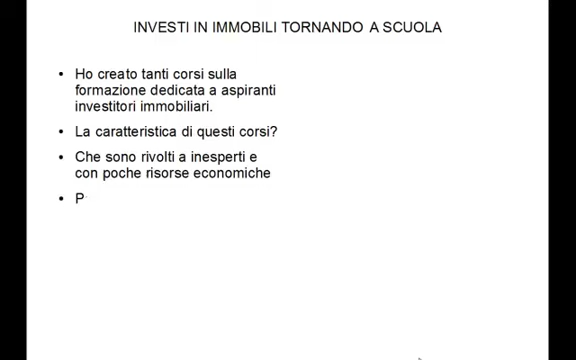 INVESTI IN IMMOBILI TORNANDO A SCUOLA
• Ho creato tanti corsi sulla
formazione dedicata a aspiranti
investitori immobiliari.
• La caratteristica di questi corsi?
• Che sono rivolti a inesperti e
con poche risorse economiche
• P